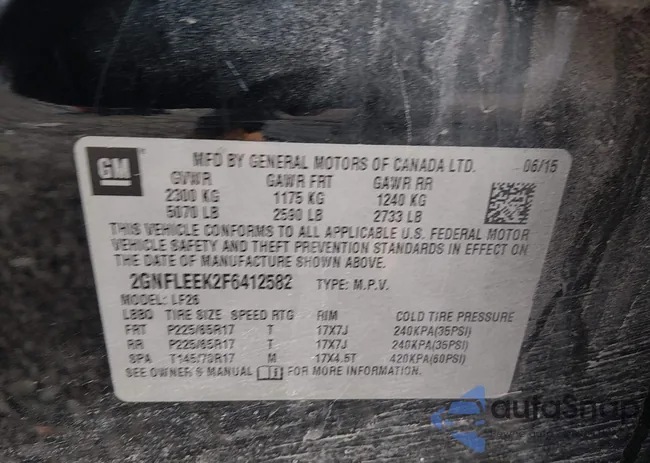 GM
MFD BY GENERAL MOTORS OF CANADA LTD. 06/15
GVWR GAWR FRT GAWR RR
2300 KG 1175 KG 1240 KG
5070 LB 2590 LB 2733 LB
THIS VEHICLE CONFORMS TO ALL APPLICABLE U.S. FEDERAL MOTOR
VEHICLE SAFETY AND THEFT PREVENTION STANDARDS IN EFFECT ON
THE DATE OF MANUFACTURE SHOWN ABOVE.
2GNFLEEK2F6412582 TYPE: M.P.V.
MODEL: LF26
LBBQ TIRE SIZE SPEED RTG RIM COLD TIRE PRESSURE
FRT P225/65R17 T 17X7J 240KPA(35PSI)
RR P225/65R17 T 17X7J 240KPA(35PSI)
SPA T145/70R17 M 17X4.5T 420KPA(60PSI)
SEE OWNER'S MANUAL FOR MORE INFORMATION.
autoSnap